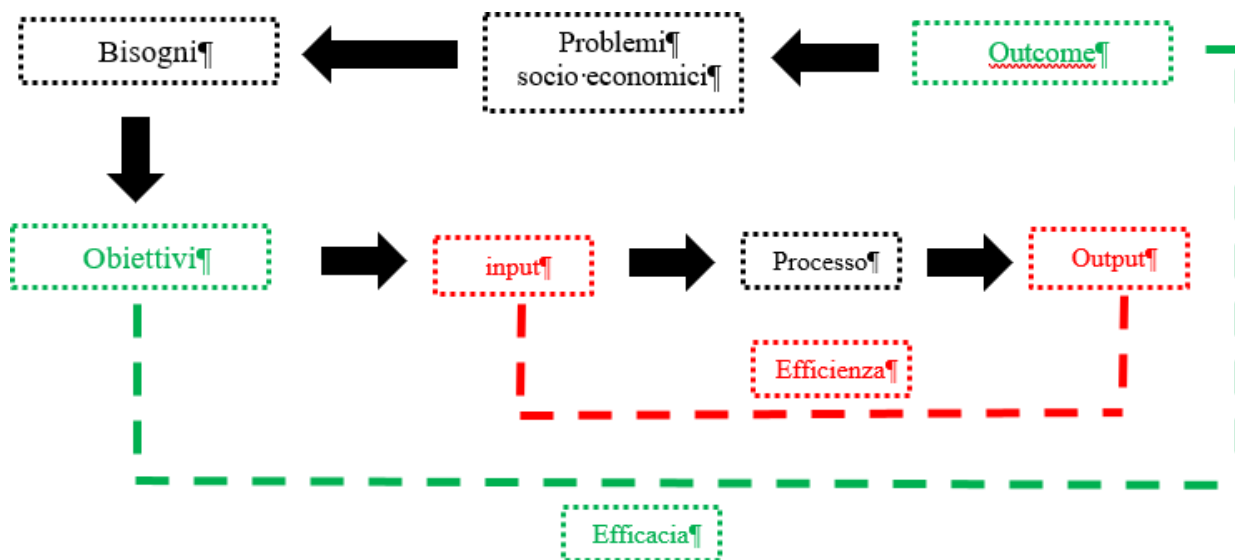 Bisogni¶
Problemi¶
socio·economici¶
Outcome¶
Obiettivi¶
input¶
Processo¶
Output¶
Efficienza¶
Efficacia¶